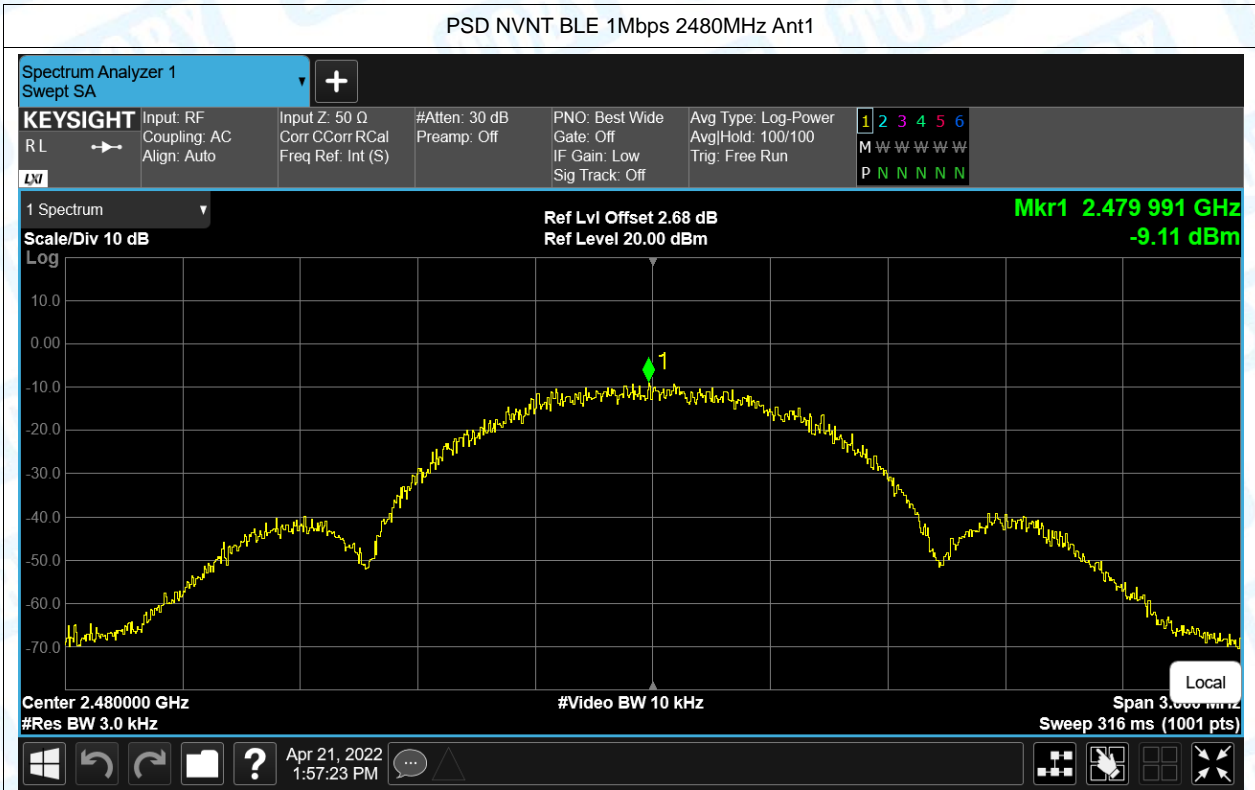 PSD NVNT BLE 1Mbps 2480MHz Ant1
Spectrum Analyzer 1
Swept SA
KEYSIGHT
R L
LXI
Input: RF
Coupling: AC
Align: Auto
Input Z: 50 Ω
Corr CCorr RCal
Freq Ref: Int (S)
#Atten: 30 dB
Preamp: Off
PNO: Best Wide
Gate: Off
IF Gain: Low
Sig Track: Off
Avg Type: Log-Power
Avg|Hold: 100/100
Trig: Free Run
1 2 3 4 5 6
M W W W W W
P N N N N N
1 Spectrum
Scale/Div 10 dB
Ref Lvl Offset 2.68 dB
Ref Level 20.00 dBm
Mkr1 2.479 991 GHz
-9.11 dBm
Log
10.0
0.00
-10.0
-20.0
-30.0
-40.0
-50.0
-60.0
-70.0
1
Local
Center 2.480000 GHz
#Res BW 3.0 kHz
#Video BW 10 kHz
Span 3.000 MHz
Sweep 316 ms (1001 pts)
?
Apr 21, 2022
1:57:23 PM